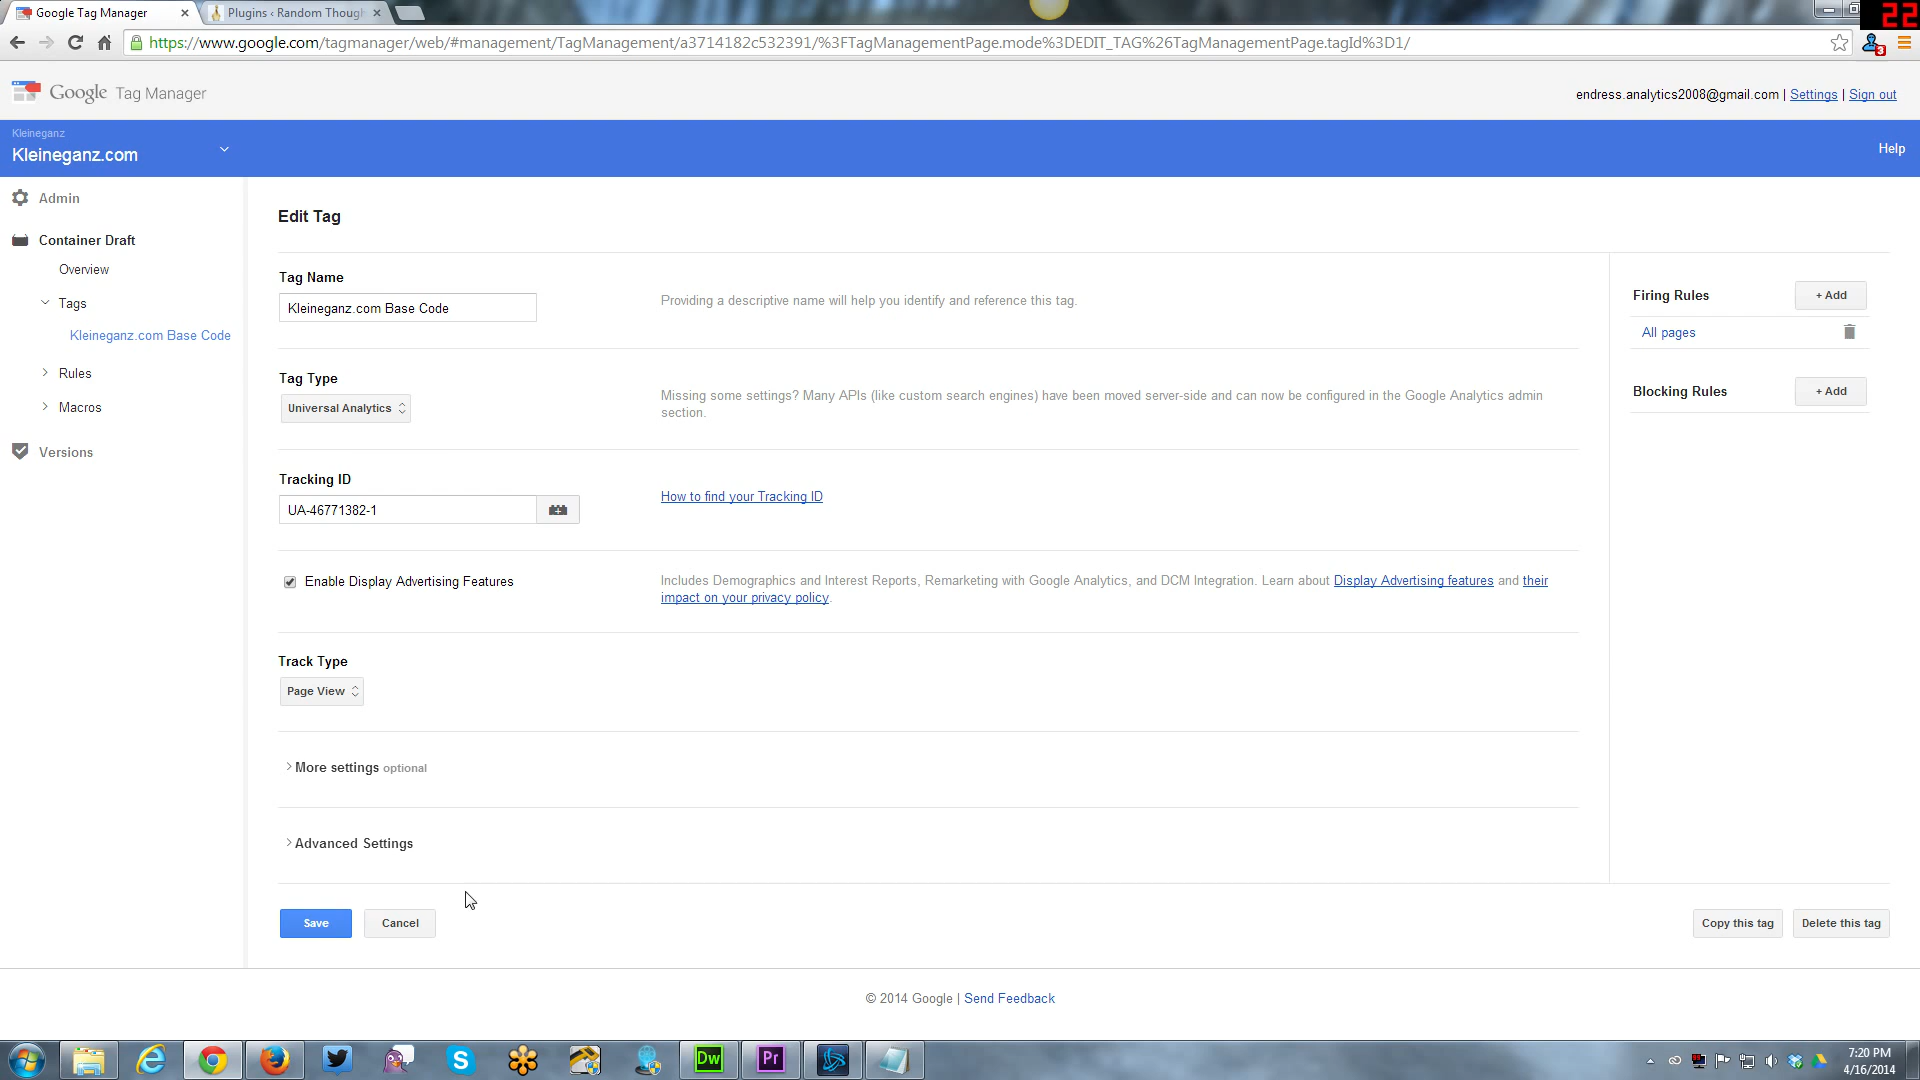 Google Tag Manager
Plugins ‹ Random Though
22
https://www.google.com/tagmanager/web/#management/TagManagement/a3714182c532391/%3FTagManagementPage.mode%3DEDIT_TAG%26TagManagementPage.tagId%3D1/
3
Google Tag Manager
endress.analytics2008@gmail.com | Settings | Sign out
Kleineganz
Kleineganz.com
Help
Admin
Container Draft
Overview
Tags
Kleineganz.com Base Code
Rules
Macros
Versions
Edit Tag
Tag Name
Kleineganz.com Base Code
Providing a descriptive name will help you identify and reference this tag.
Tag Type
Universal Analytics
Missing some settings? Many APIs (like custom search engines) have been moved server-side and can now be configured in the Google Analytics admin
section.
Tracking ID
UA-46771382-1
How to find your Tracking ID
Enable Display Advertising Features
Includes Demographics and Interest Reports, Remarketing with Google Analytics, and DCM Integration. Learn about Display Advertising features and their
impact on your privacy policy.
Track Type
Page View
More settings optional
Advanced Settings
Save
Cancel
Firing Rules
+ Add
All pages
Blocking Rules
+ Add
Copy this tag
Delete this tag
© 2014 Google | Send Feedback
S
Dw
Pr
7:20 PM
4/16/2014